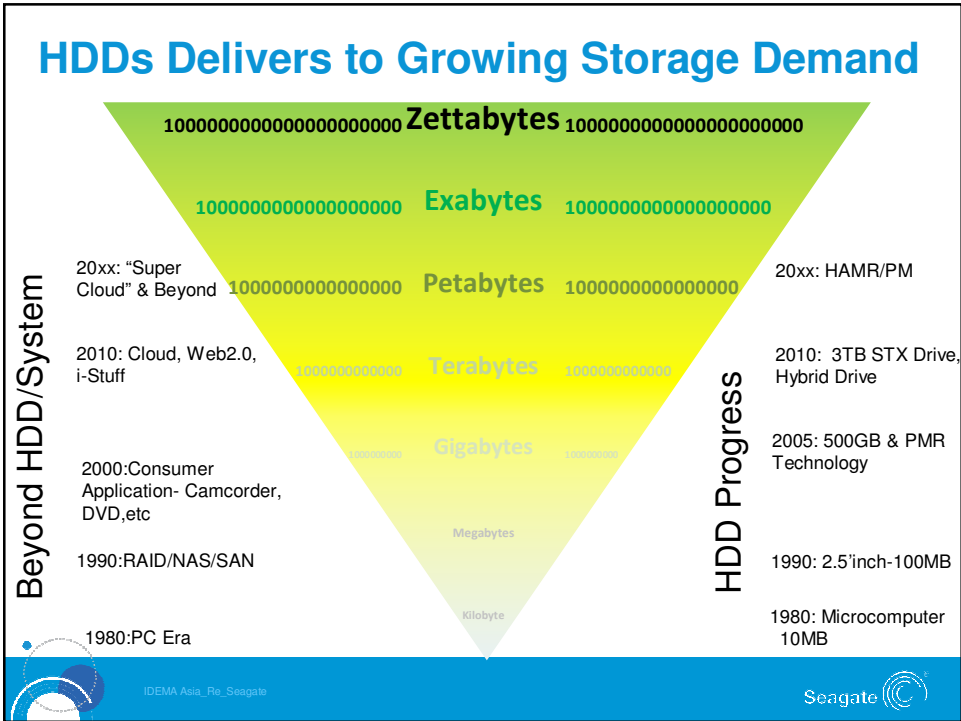 HDDs Delivers to Growing Storage Demand
1000000000000000000000 Zettabytes 1000000000000000000000
1000000000000000000 Exabytes 1000000000000000000
20xx: “Super
Cloud” & Beyond
1000000000000000 Petabytes 1000000000000000
20xx: HAMR/PM
2010: Cloud, Web2.0,
i-Stuff
1000000000000 Terabytes 1000000000000
2010: 3TB STX Drive,
Hybrid Drive
1000000000 Gigabytes 1000000000
2005: 500GB & PMR
Technology
2000:Consumer
Application- Camcorder,
DVD,etc
Megabytes
1990:RAID/NAS/SAN
1990: 2.5’inch-100MB
Kilobyte
1980:PC Era
1980: Microcomputer
10MB
Beyond HDD/System
HDD Progress
IDEMA Asia_Re_Seagate
Seagate